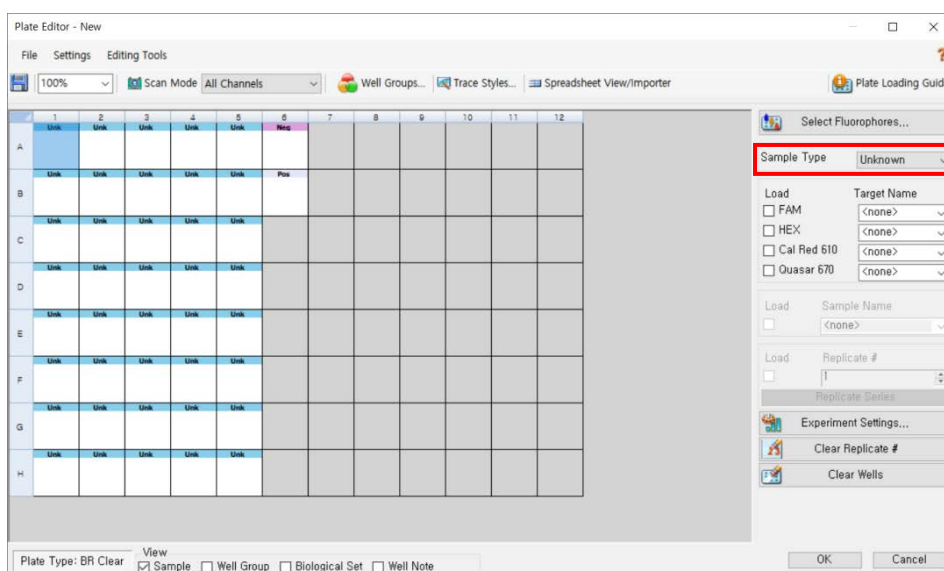 Plate Editor - New
File Settings Editing Tools
100% Scan Mode All Channels Well Groups... Trace Styles... Spreadsheet View/Importer Plate Loading Guid
1 2 3 4 5 6 7 8 9 10 11 12
Unk Unk Unk Unk Unk Neg
A
Unk Unk Unk Unk Unk Pos
B
Unk Unk Unk Unk Unk
C
Unk Unk Unk Unk Unk
D
Unk Unk Unk Unk Unk
E
Unk Unk Unk Unk Unk
F
Unk Unk Unk Unk Unk
G
Unk Unk Unk Unk Unk
H
Select Fluorophores...
Sample Type Unknown
Load Target Name
FAM <none>
HEX <none>
Cal Red 610 <none>
Quasar 670 <none>
Load Sample Name
<none>
Load Replicate #
1
Replicate Series
Experiment Settings...
Clear Replicate #
Clear Wells
Plate Type: BR Clear
View
Sample Well Group Biological Set Well Note
OK Cancel